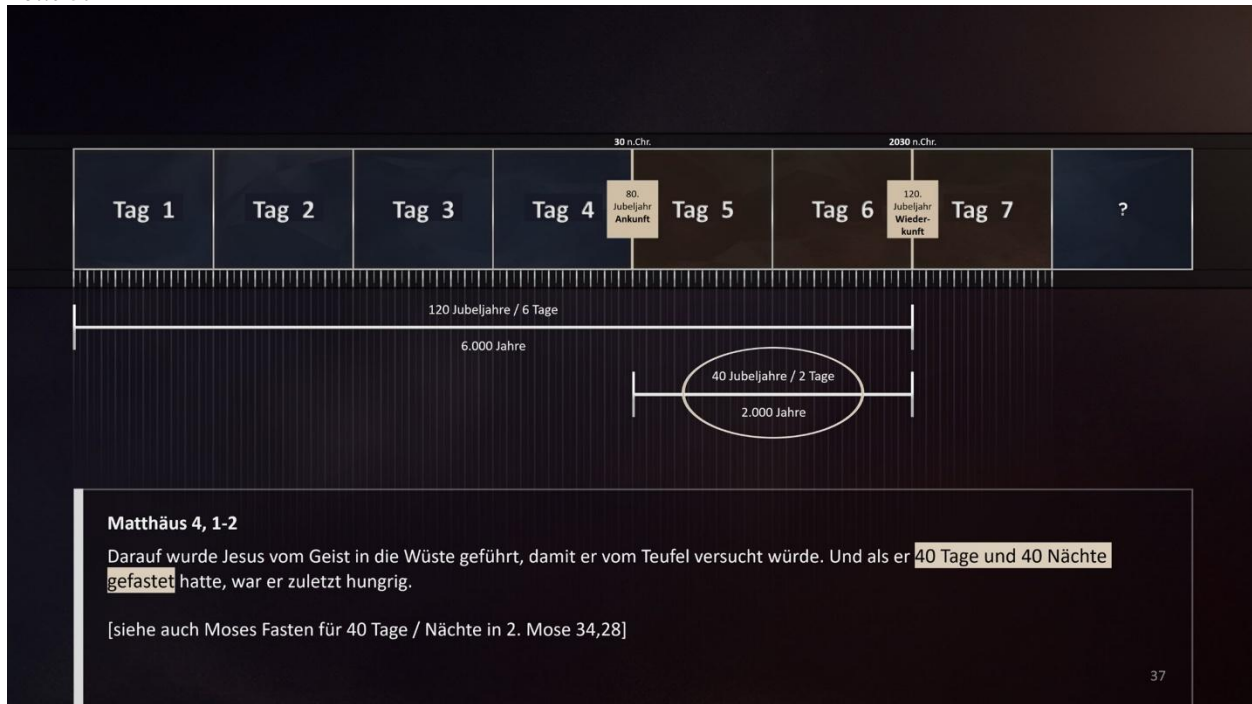 30 n.Chr.
2030 n.Chr.
Tag 1
Tag 2
Tag 3
Tag 4
80.
Jubeljahr
Ankunft
Tag 5
Tag 6
120.
Jubeljahr
Wieder-
kunft
Tag 7
?
120 Jubeljahre / 6 Tage
6.000 Jahre
40 Jubeljahre / 2 Tage
2.000 Jahre
Matthäus 4, 1-2
Darauf wurde Jesus vom Geist in die Wüste geführt, damit er vom Teufel versucht würde. Und als er 40 Tage und 40 Nächte
gefastet hatte, war er zuletzt hungrig.
[siehe auch Moses Fasten für 40 Tage / Nächte in 2. Mose 34,28]
37